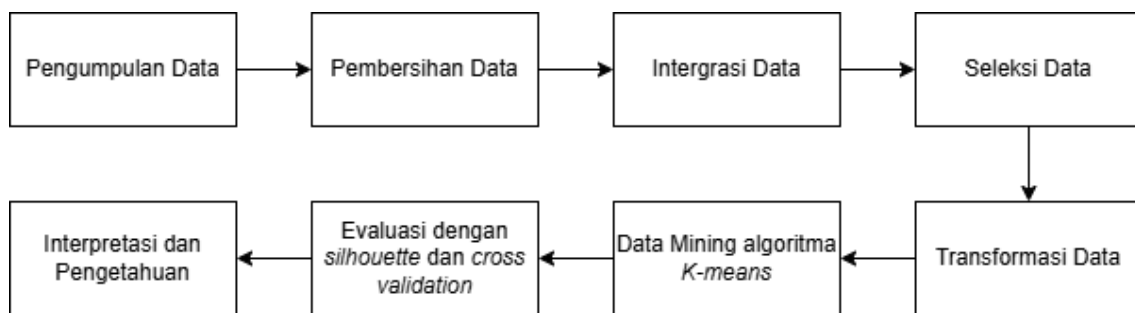 Pengumpulan Data
Pembersihan Data
Intergrasi Data
Seleksi Data
Interpretasi dan
Pengetahuan
Evaluasi dengan
silhouette dan cross
validation
Data Mining algoritma
K-means
Transformasi Data